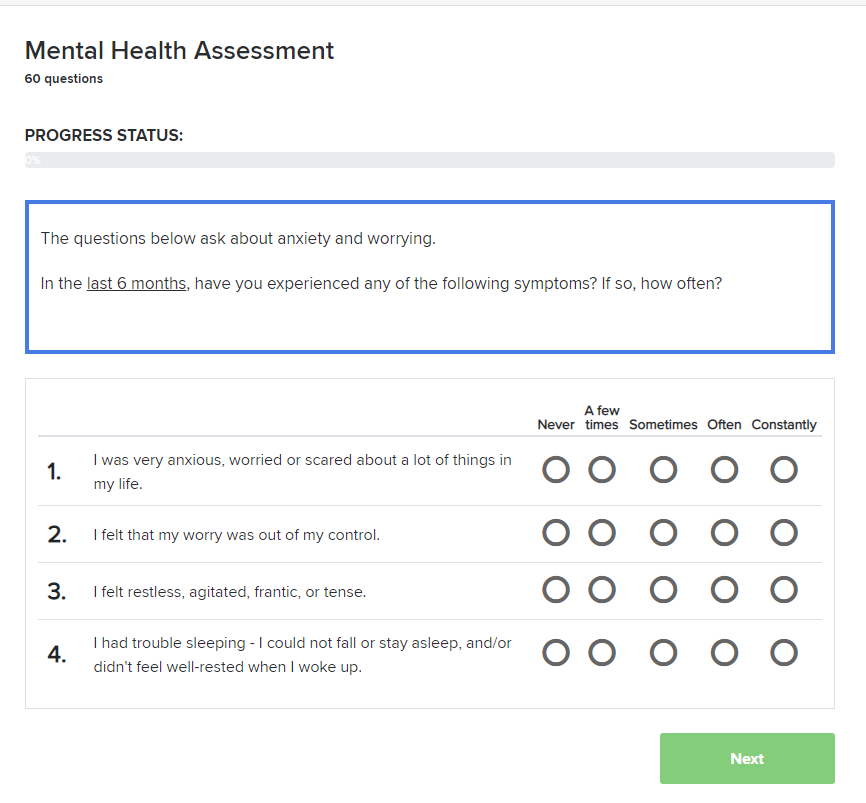 Mental Health Assessment
60 questions
PROGRESS STATUS:
0%
The questions below ask about anxiety and worrying.
In the last 6 months, have you experienced any of the following symptoms? If so, how often?
Never A few times Sometimes Often Constantly
1. I was very anxious, worried or scared about a lot of things in
my life.
2. I felt that my worry was out of my control.
3. I felt restless, agitated, frantic, or tense.
4. I had trouble sleeping - I could not fall or stay asleep, and/or
didn't feel well-rested when I woke up.
Next